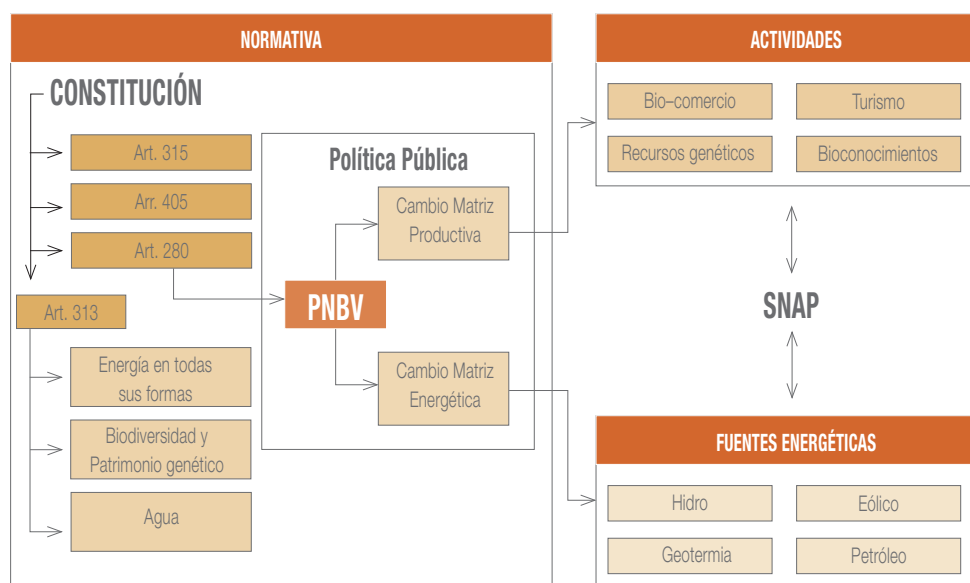 NORMATIVA
CONSTITUCIÓN
Art. 315
Arr. 405
Art. 280
Art. 313
Energía en todas
sus formas
Biodiversidad y
Patrimonio genético
Agua
Política Pública
Cambio Matriz
Productiva
PNBV
Cambio Matriz
Energética
ACTIVIDADES
Bio–comercio
Turismo
Recursos genéticos
Bioconocimientos
SNAP
FUENTES ENERGÉTICAS
Hidro
Eólico
Geotermia
Petróleo